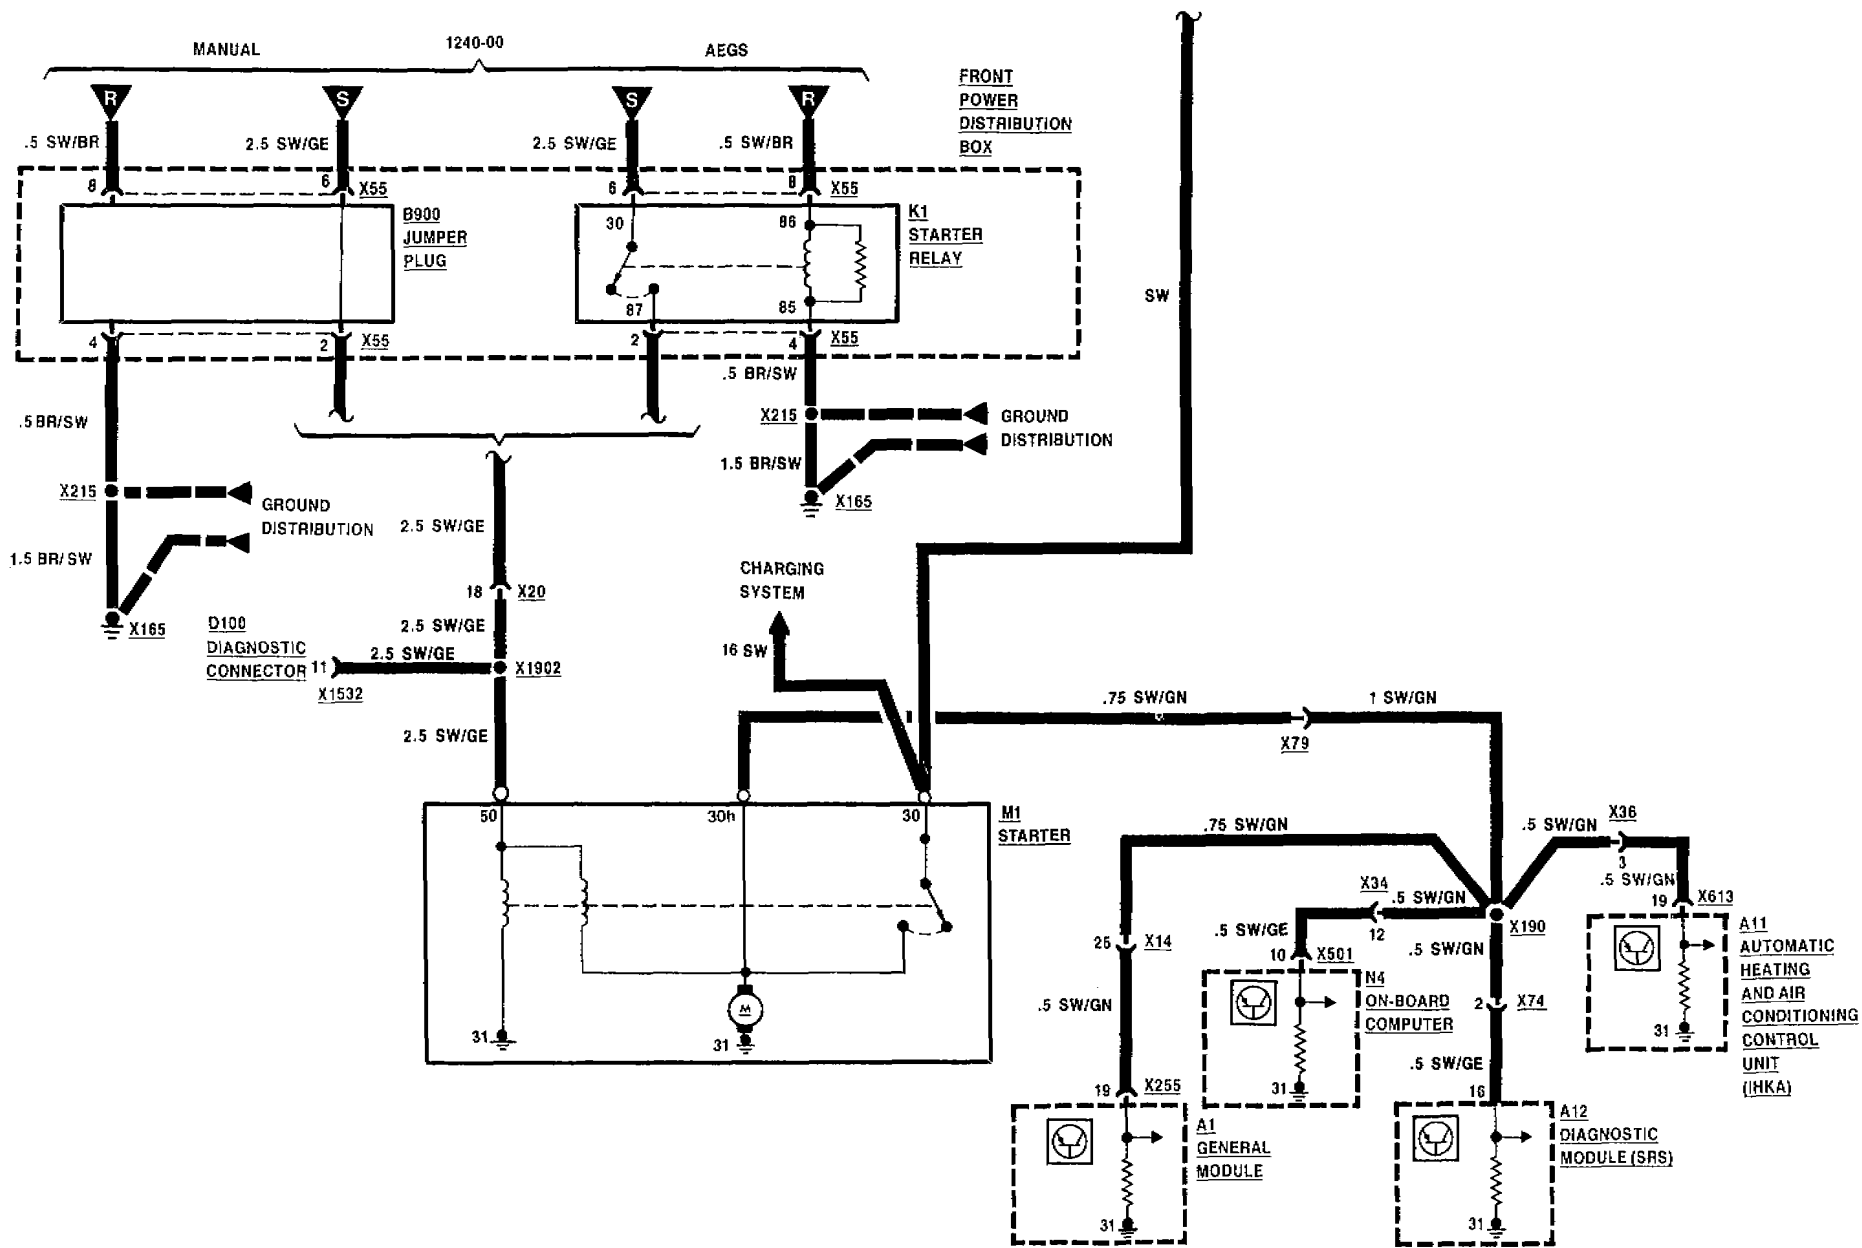 MANUAL
1240-00
AEGS
R
S
S
R
FRONT
POWER
DISTRIBUTION
BOX
.5 SW/BR
2.5 SW/GE
2.5 SW/GE
.5 SW/BR
8
6
X55
6
8
X55
B900
JUMPER
PLUG
30
86
87
85
K1
STARTER
RELAY
SW
4
2
X55
2
4
X55
.5 BR/SW
.5 BR/SW
X215
GROUND
DISTRIBUTION
1.5 BR/SW
X165
X215
GROUND
DISTRIBUTION
1.5 BR/SW
X165
2.5 SW/GE
18
X20
2.5 SW/GE
D100
DIAGNOSTIC
CONNECTOR
11
2.5 SW/GE
X1902
X1532
2.5 SW/GE
CHARGING
SYSTEM
16 SW
.75 SW/GN
1 SW/GN
X79
50
30h
30
M1
STARTER
M
31
31
.75 SW/GN
.5 SW/GN
X36
3
.5 SW/GN
19
X613
X34
.5 SW/GN
12
X190
.5 SW/GE
10
X501
.5 SW/GN
25
X14
.5 SW/GN
2
X74
.5 SW/GE
16
N4
ON-BOARD
COMPUTER
31
A11
AUTOMATIC
HEATING
AND AIR
CONDITIONING
CONTROL
UNIT
(IHKA)
31
19
X255
A1
GENERAL
MODULE
31
A12
DIAGNOSTIC
MODULE (SRS)
31